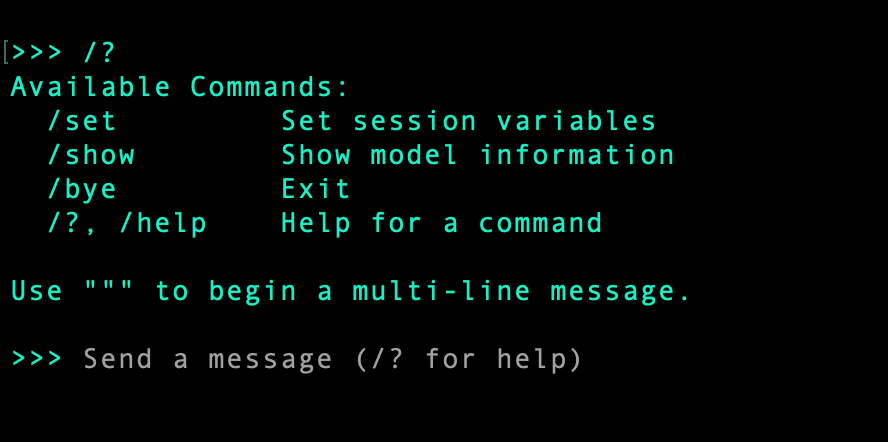 >>> /?
Available Commands:
  /set         Set session variables
  /show        Show model information
  /bye         Exit
  /?, /help    Help for a command

Use """ to begin a multi-line message.

>>> Send a message (/? for help)